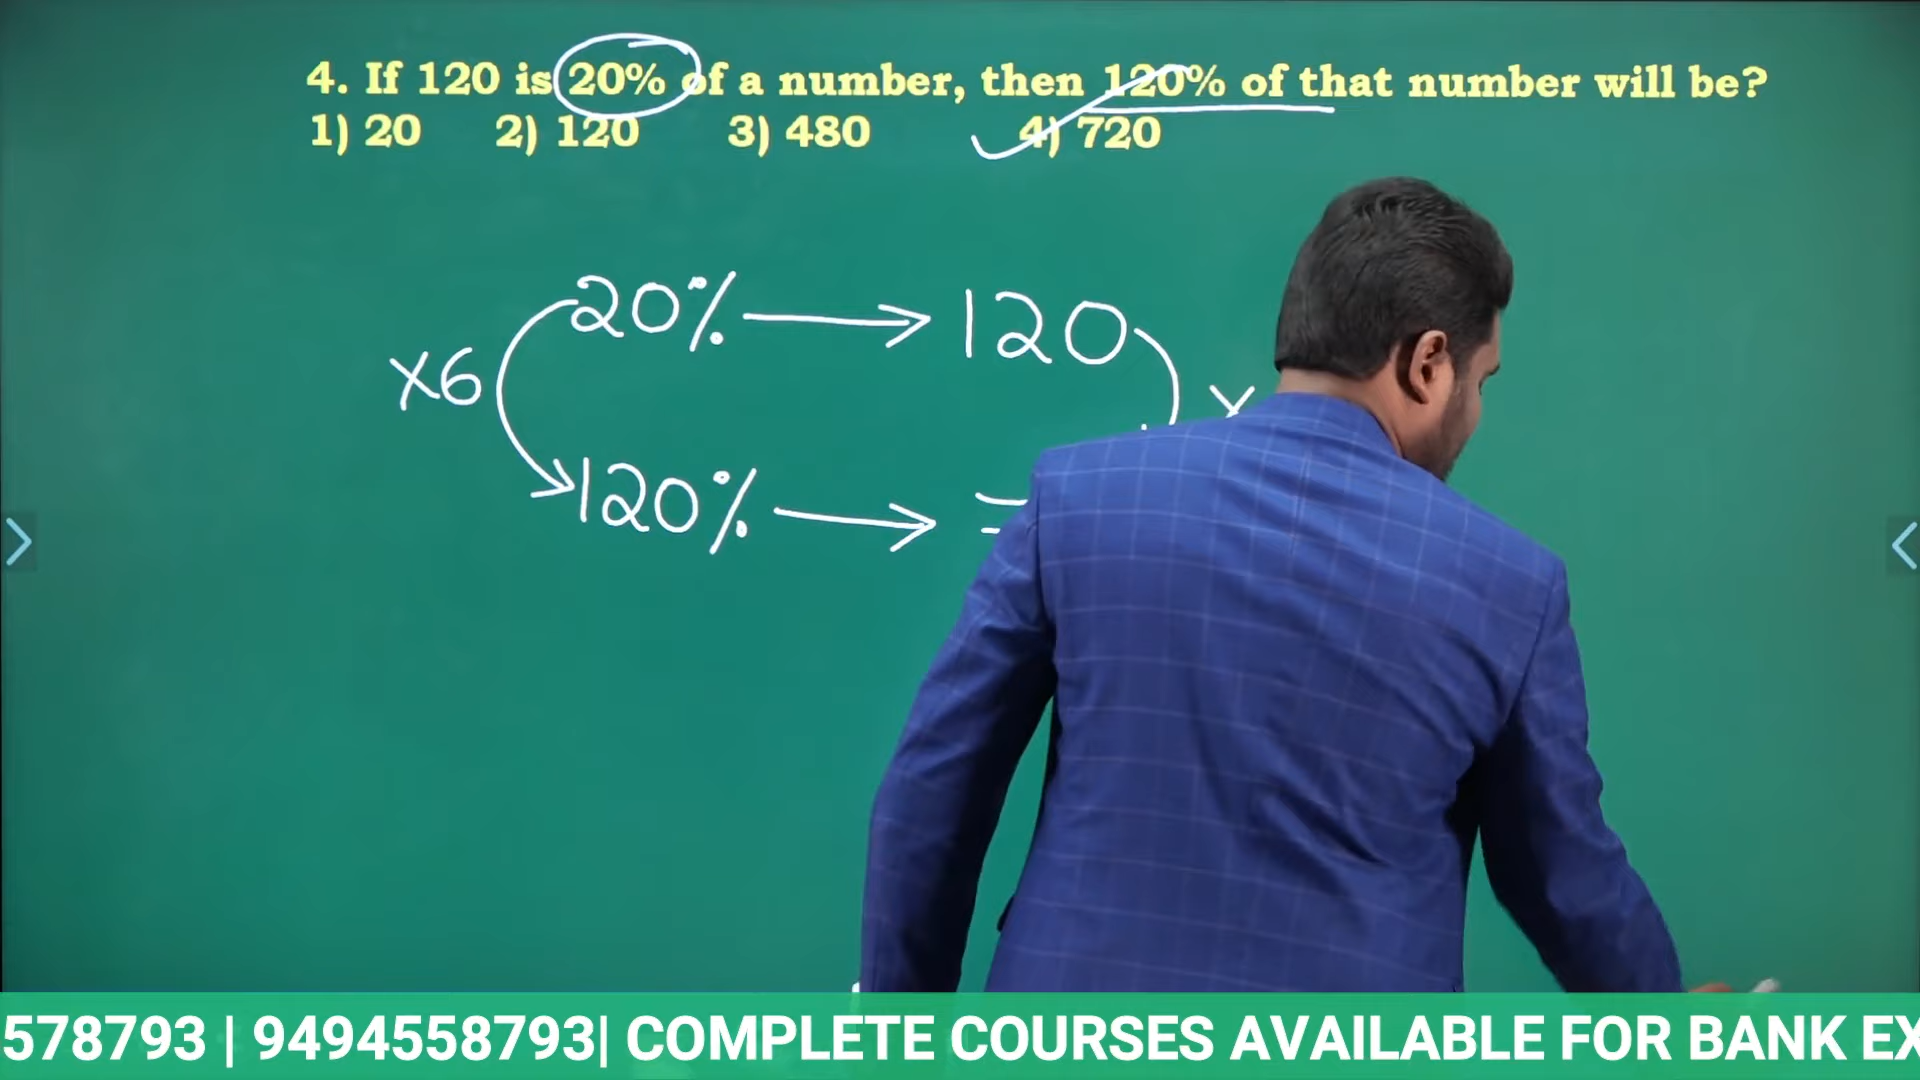 4. If 120 is 20% of a number, then 120% of that number will be?
1) 20 2) 120 3) 480 4) 720
20% → 120
×6 ×
120% → =
578793 | 9494558793| COMPLETE COURSES AVAILABLE FOR BANK EX